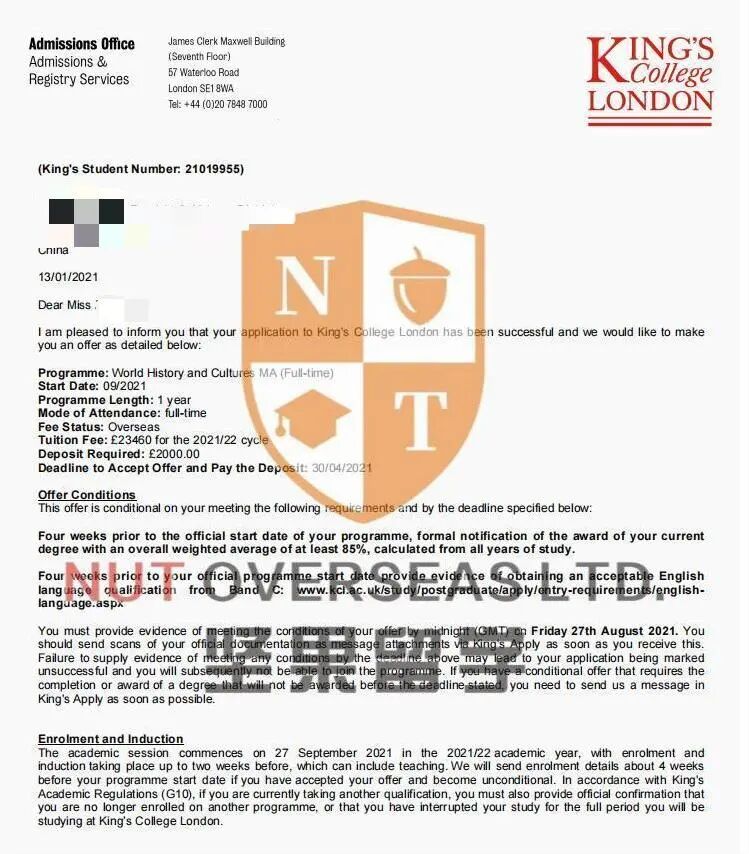 Admissions Office
Admissions &
Registry Services
James Clerk Maxwell Building
(Seventh Floor)
57 Waterloo Road
London SE1 8WA
Tel: +44 (0)20 7848 7000
KING'S
College
LONDON
(King's Student Number: 21019955)
China
13/01/2021
Dear Miss
I am pleased to inform you that your application to King's College London has been successful and we would like to make
you an offer as detailed below:
Programme: World History and Cultures MA (Full-time)
Start Date: 09/2021
Programme Length: 1 year
Mode of Attendance: full-time
Fee Status: Overseas
Tuition Fee: £23460 for the 2021/22 cycle
Deposit Required: £2000.00
Deadline to Accept Offer and Pay the Deposit: 30/04/2021
N
T
Offer Conditions
This offer is conditional on your meeting the following requirements and by the deadline specified below:
Four weeks prior to the official start date of your programme, formal notification of the award of your current
degree with an overall weighted average of at least 85%, calculated from all years of study.
Four weeks prior to your official programme start date provide evidence of obtaining an acceptable English
language qualification from Band C: www.kcl.ac.uk/study/postgraduate/apply/entry-requirements/english-
language.aspx
NUT OVERSEAS LTD.
坚果留学
You must provide evidence of meeting the conditions of your offer by midnight (GMT) on Friday 27th August 2021. You
should send scans of your official documentation as message attachments via King's Apply as soon as you receive this.
Failure to supply evidence of meeting any conditions by the deadline above may lead to your application being marked
unsuccessful and you will subsequently not be able to join the programme. If you have a conditional offer that requires the
completion or award of a degree that will not be awarded before the deadline stated, you need to send us a message in
King's Apply as soon as possible.
Enrolment and Induction
The academic session commences on 27 September 2021 in the 2021/22 academic year, with enrolment and
induction taking place up to two weeks before, which can include teaching. We will send enrolment details about 4 weeks
before your programme start date if you have accepted your offer and become unconditional. In accordance with King's
Academic Regulations (G10), if you are currently taking another qualification, you must also provide official confirmation that
you are no longer enrolled on another programme, or that you have interrupted your study for the full period you will be
studying at King's College London.